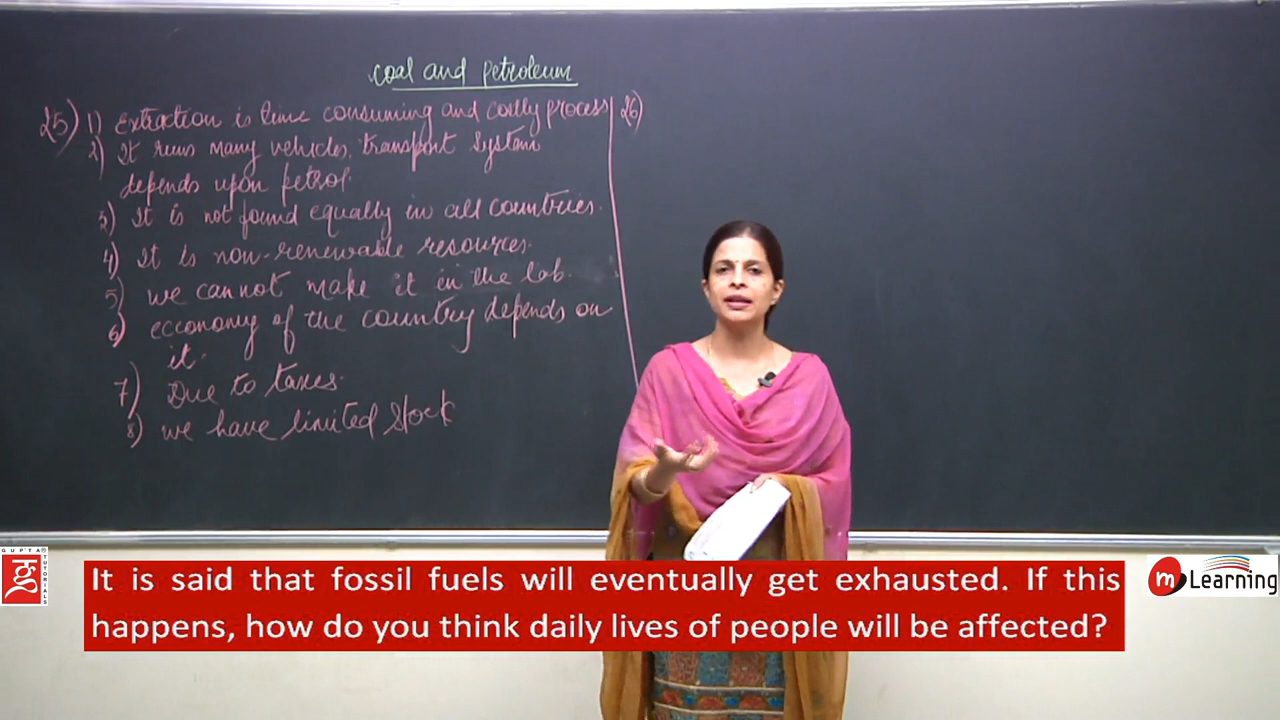 coal and petroleum
25) 1) Extraction is time consuming and costly process
2) It runs many vehicles, transport system
depends upon petrol.
3) It is not found equally in all countries.
4) It is non-renewable resources.
5) we cannot make it in the lab.
6) economy of the country depends on
it.
7) Due to taxes.
8) we have limited stock
26)
GUPTA TUTORIALS
It is said that fossil fuels will eventually get exhausted. If this
happens, how do you think daily lives of people will be affected?
m Learning